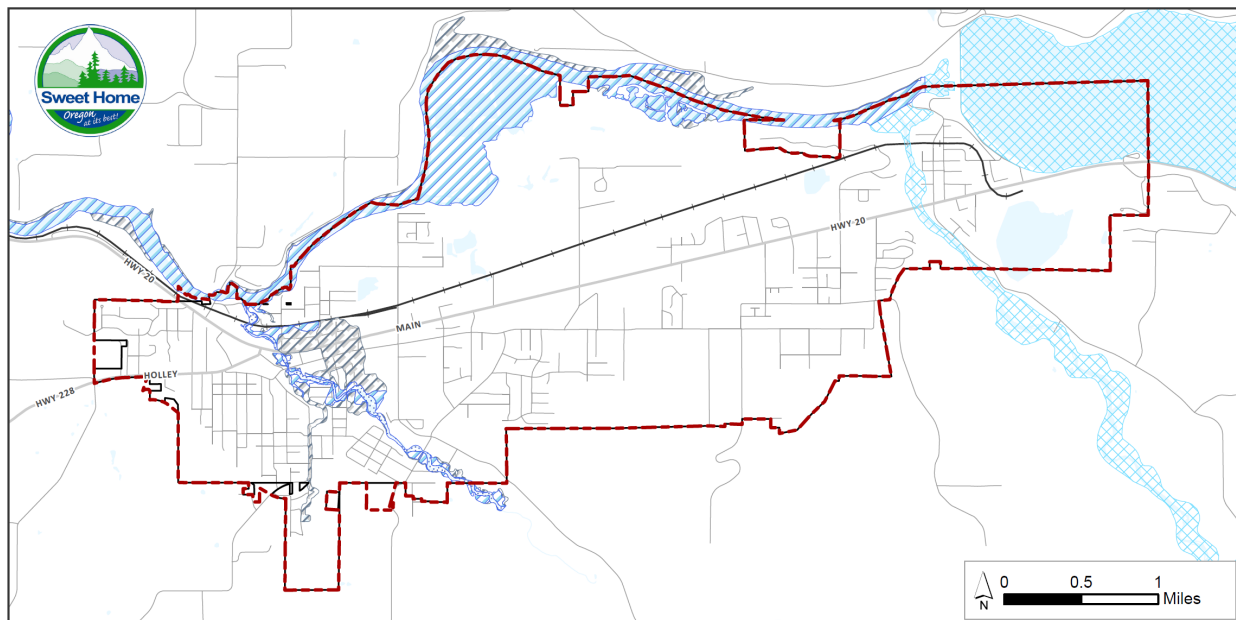 Sweet Home
Oregon
at its best!
HWY 20
HWY 20
MAIN
HOLLEY
HWY 228
N
0 0.5 1
Miles